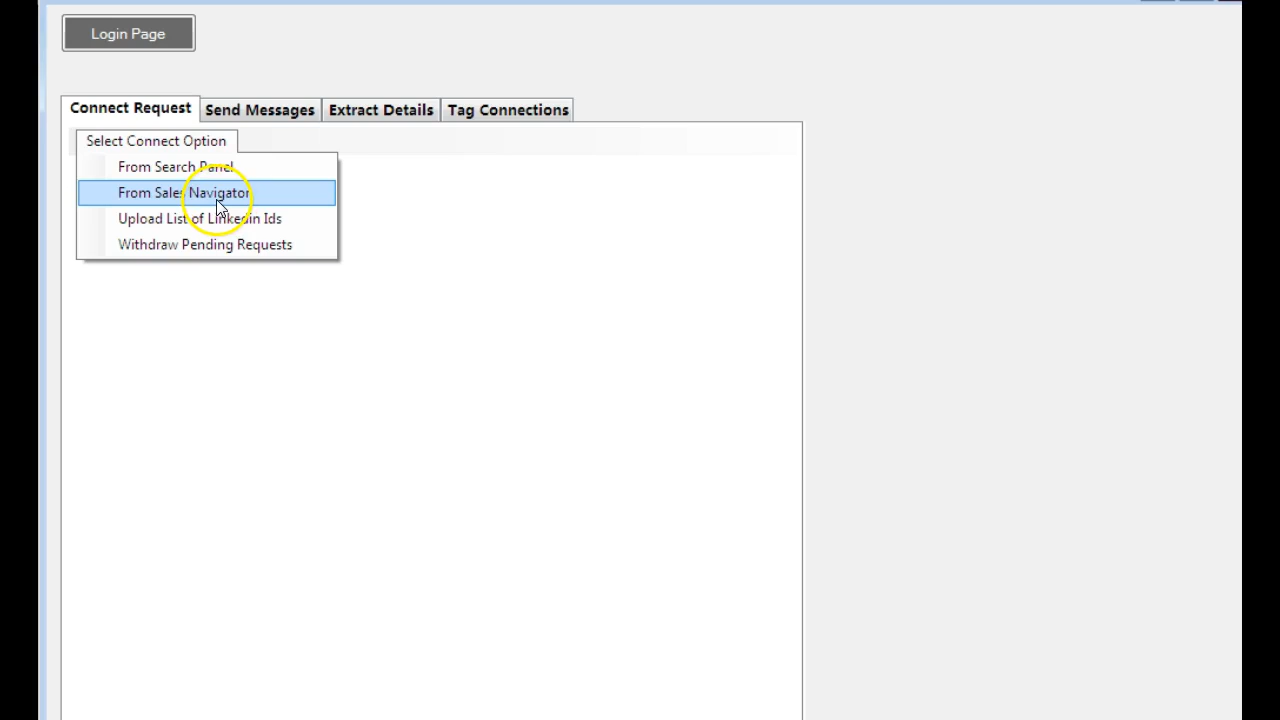 Login Page
Connect Request Send Messages Extract Details Tag Connections
Select Connect Option
From Search Panel
From Sales Navigator
Upload List of Linkedin Ids
Withdraw Pending Requests